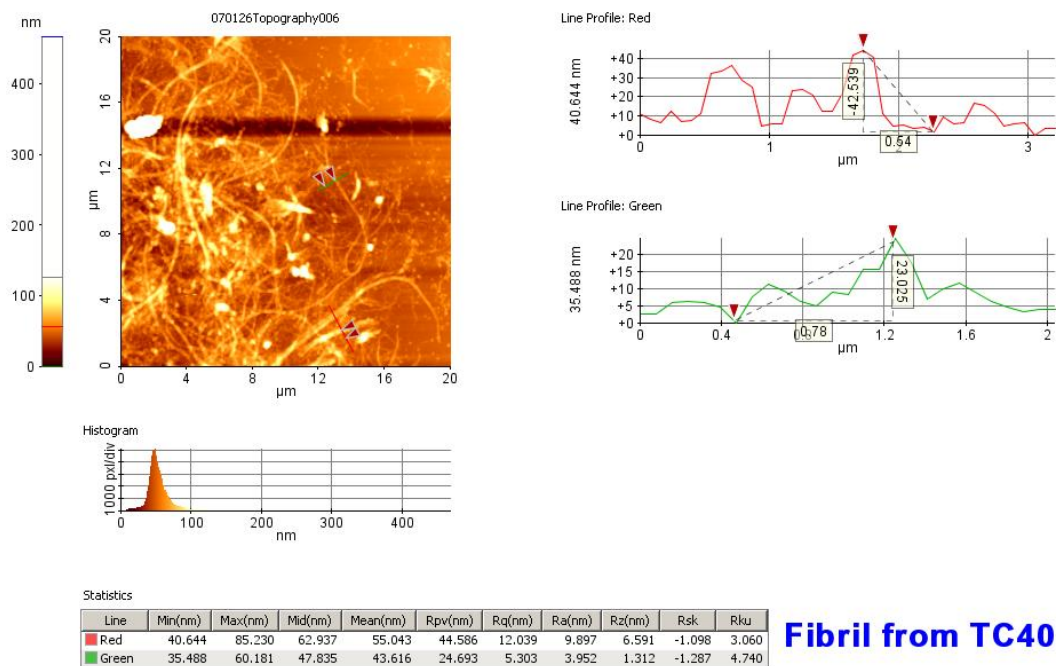 nm
400
300
200
100
0
070126Topography006
20
16
12
8
4
0
µm
0 4 8 12 16 20
µm
Line Profile: Red
40.644 nm
+40
+30
+20
+10
+0
-42.539
0.54
0 1 2 3
µm
Line Profile: Green
35.488 nm
+20
+15
+10
+5
+0
23.025
0.78
0 0.4 0.8 1.2 1.6 2
µm
Histogram
1000 pxl/div
0 100 200 300 400
nm
Statistics
Line Min(nm) Max(nm) Mid(nm) Mean(nm) Rpv(nm) Rq(nm) Ra(nm) Rz(nm) Rsk Rku
Red 40.644 85.230 62.937 55.043 44.586 12.039 9.897 6.591 -1.098 3.060
Green 35.488 60.181 47.835 43.616 24.693 5.303 3.952 1.312 -1.287 4.740
Fibril from TC40